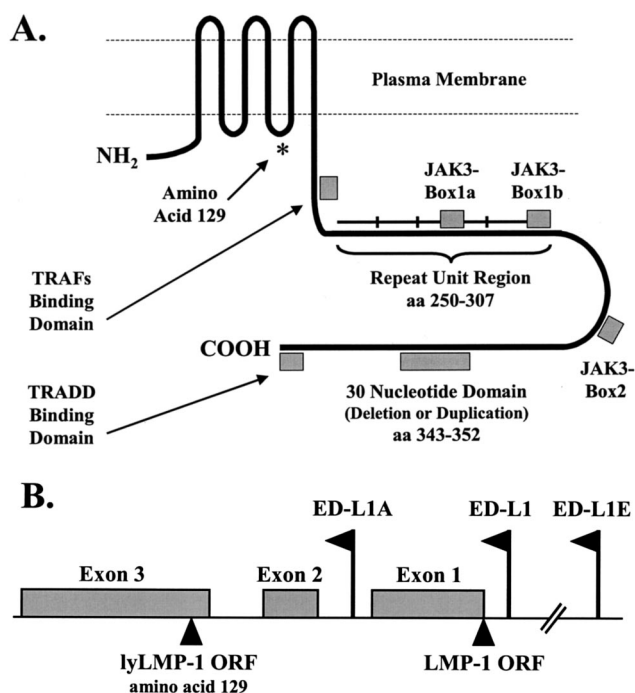 A.
Plasma Membrane
NH2
*
Amino
Acid 129
JAK3-
Box1a
JAK3-
Box1b
TRAFs
Binding
Domain
Repeat Unit Region
aa 250-307
COOH
JAK3-
Box2
TRADD
Binding
Domain
30 Nucleotide Domain
(Deletion or Duplication)
aa 343-352
B.
ED-L1A
ED-L1
ED-L1E
Exon 3
Exon 2
Exon 1
lyLMP-1 ORF
amino acid 129
LMP-1 ORF